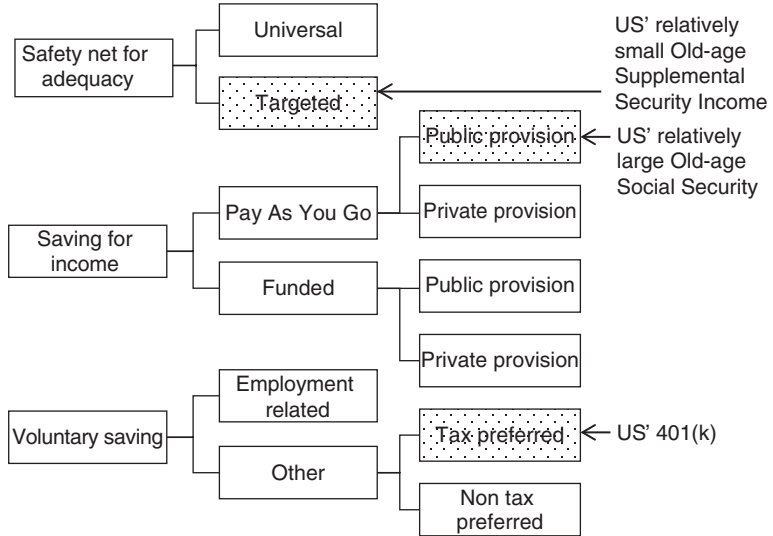 Safety net for
adequacy
Universal
Targeted
US' relatively
small Old-age
Supplemental
Security Income
Public provision
US' relatively
large Old-age
Social Security
Saving for
income
Pay As You Go
Private provision
Funded
Public provision
Private provision
Voluntary saving
Employment
related
Other
Tax preferred
US' 401(k)
Non tax
preferred